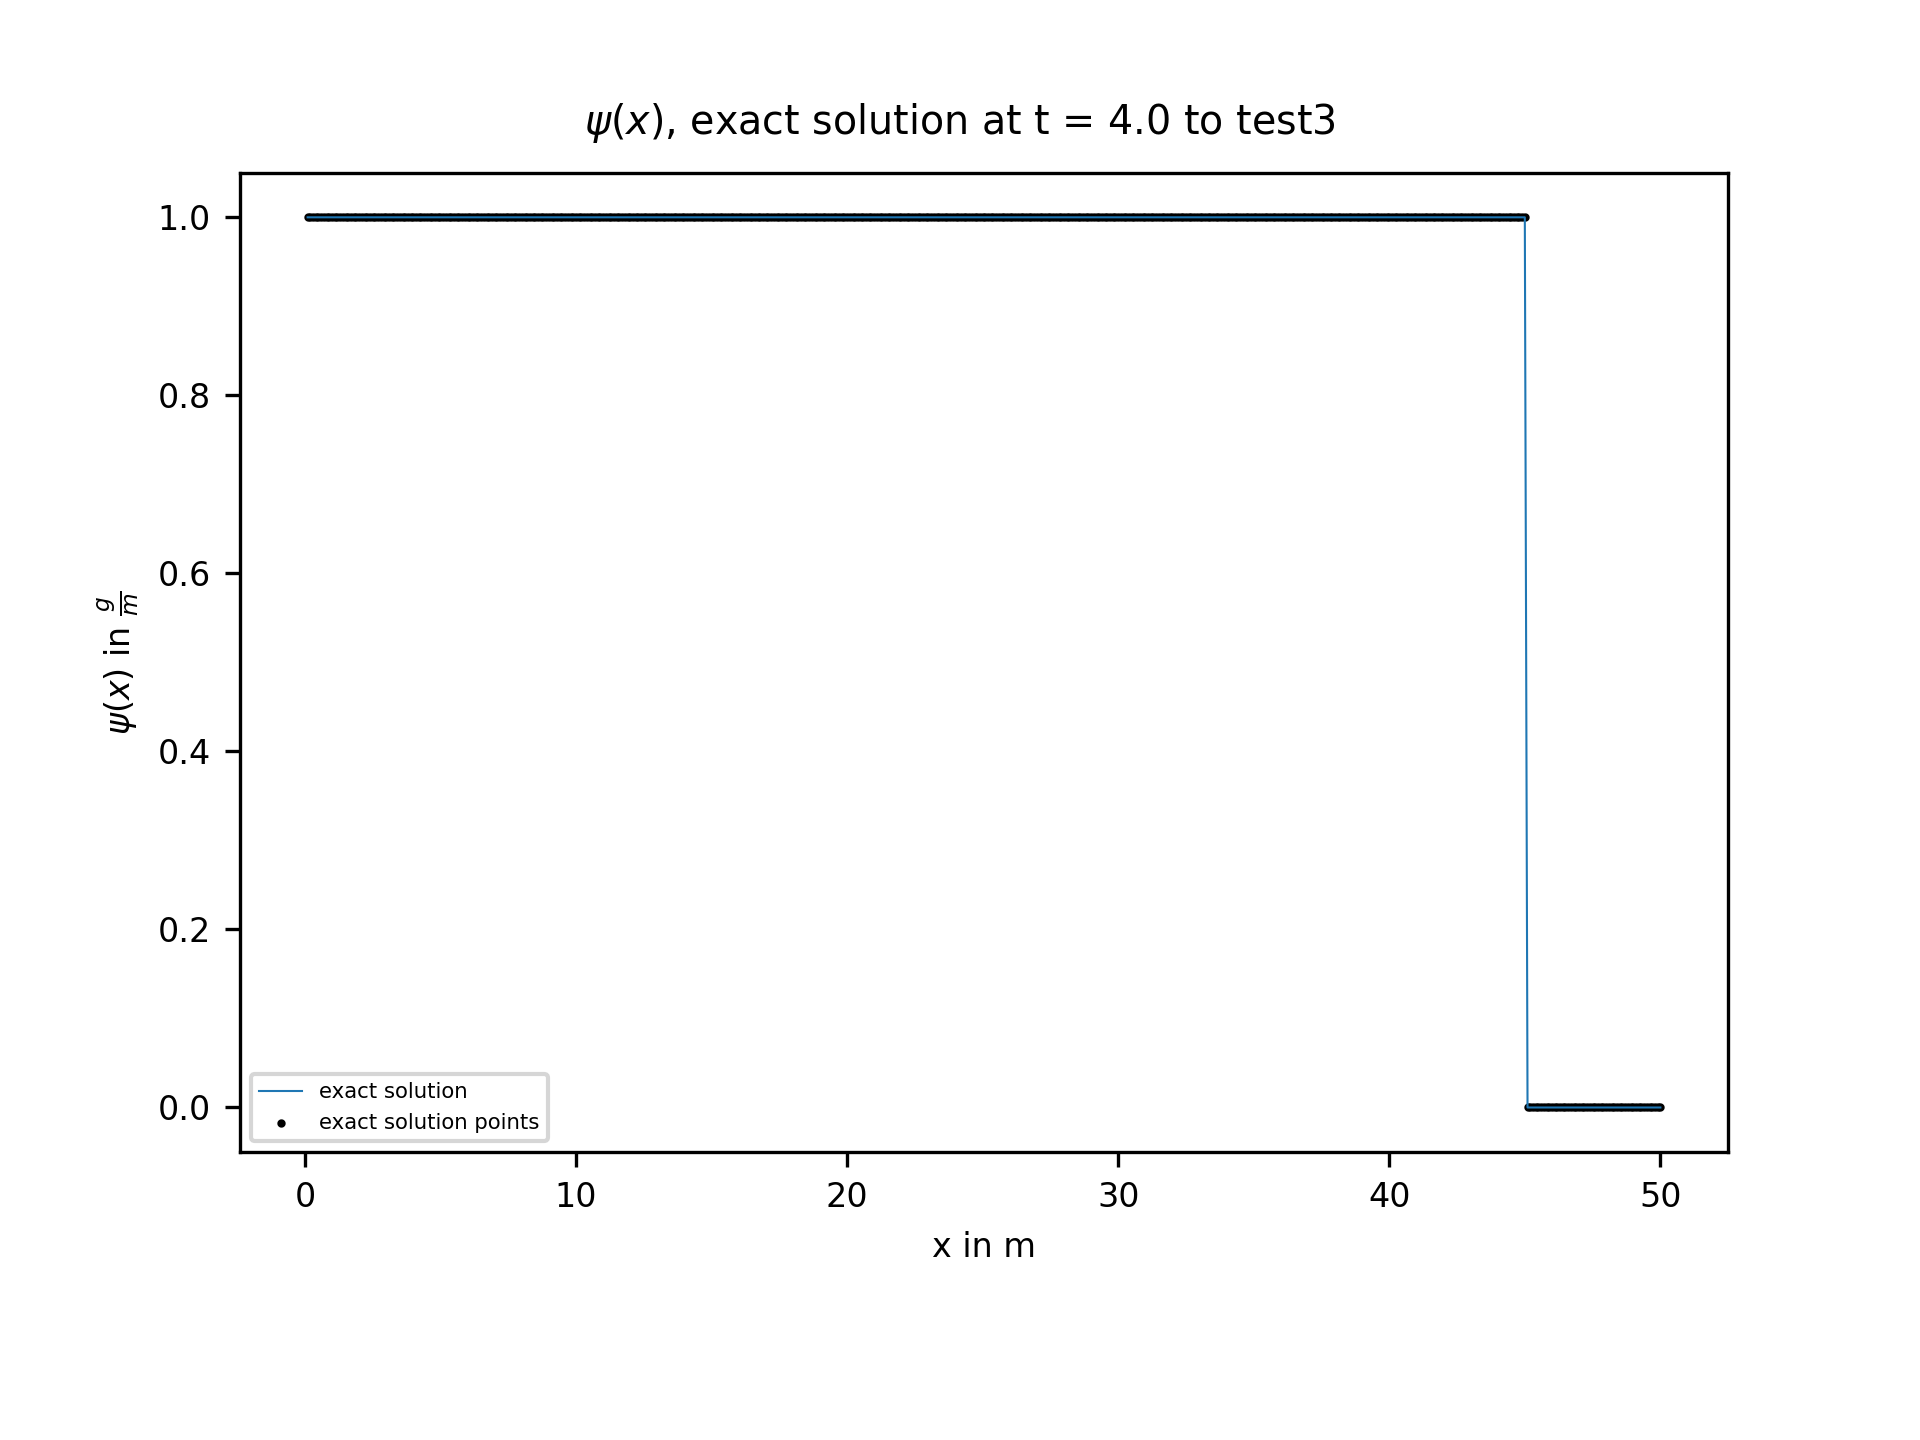 ψ(x), exact solution at t = 4.0 to test3
1.0
0.8
0.6
0.4
0.2
0.0
ψ(x) in g/m
exact solution
exact solution points
0 10 20 30 40 50
x in m